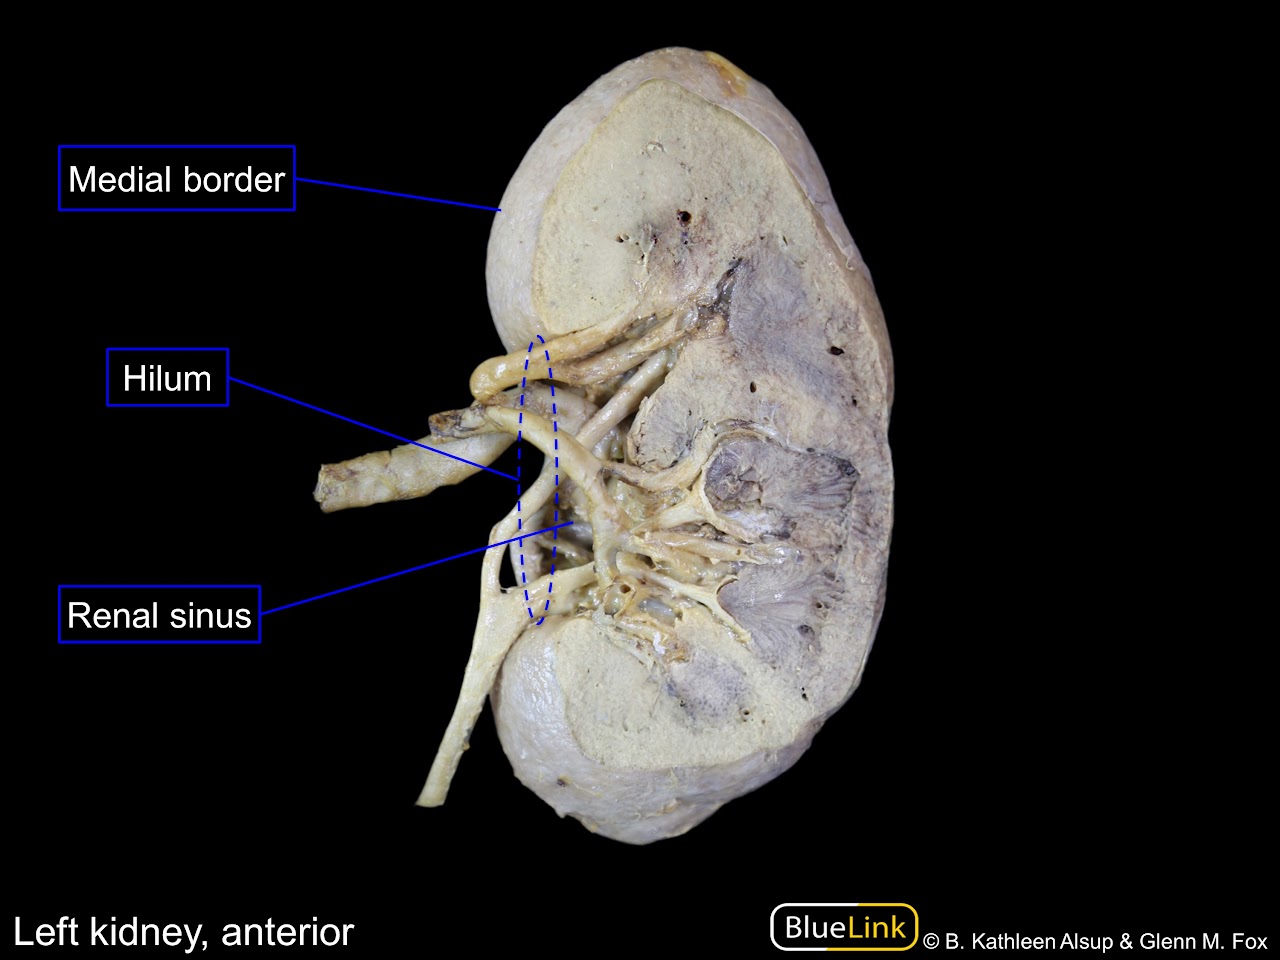 Medial border
Hilum
Renal sinus
Left kidney, anterior
BlueLink
© B. Kathleen Alsup & Glenn M. Fox